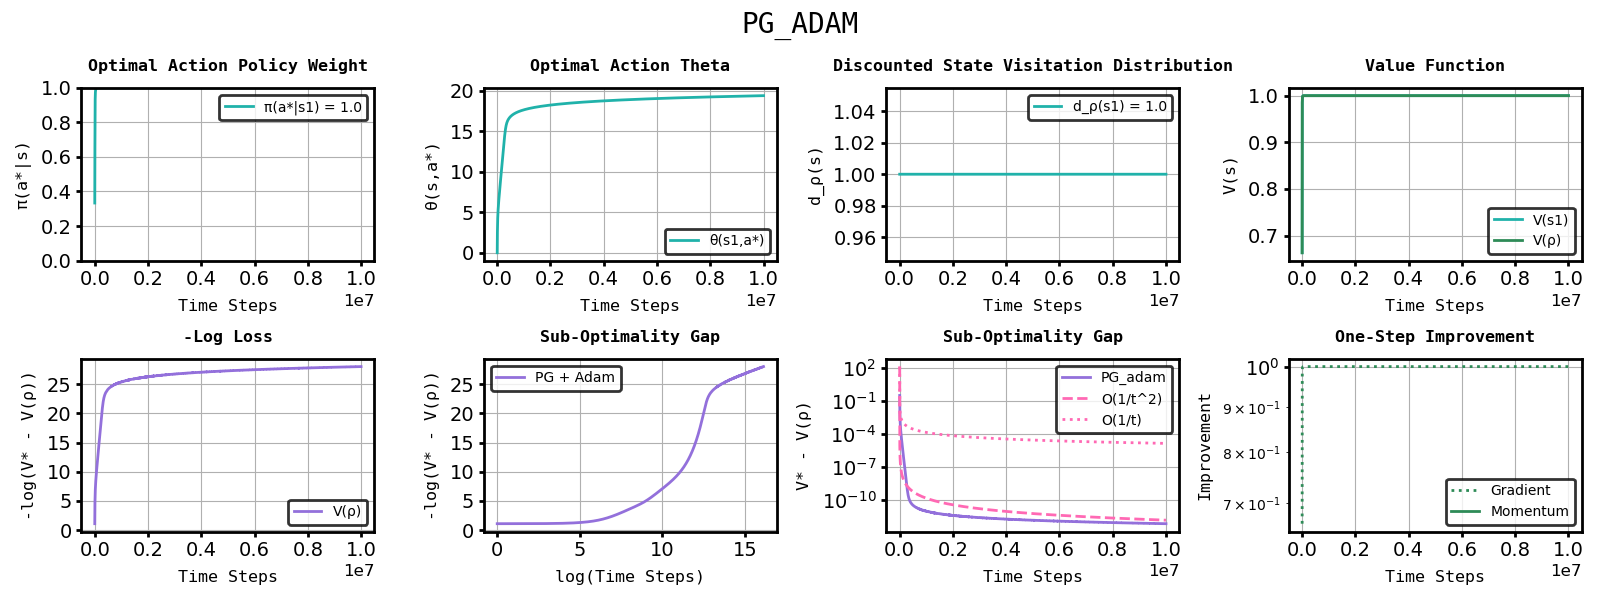 PG_ADAM
Optimal Action Policy Weight
π(a*|s)
1.0
0.8
0.6
0.4
0.2
0.0
π(a*|s1) = 1.0
0.0 0.2 0.4 0.6 0.8 1.0
1e7
Time Steps
Optimal Action Theta
θ(s,a*)
20
15
10
5
0
θ(s1,a*)
0.0 0.2 0.4 0.6 0.8 1.0
1e7
Time Steps
Discounted State Visitation Distribution
d_ρ(s)
1.04
1.02
1.00
0.98
0.96
d_ρ(s1) = 1.0
0.0 0.2 0.4 0.6 0.8 1.0
1e7
Time Steps
Value Function
V(s)
1.0
0.9
0.8
0.7
V(s1)
V(ρ)
0.0 0.2 0.4 0.6 0.8 1.0
1e7
Time Steps
-Log Loss
-log(V* - V(ρ))
25
20
15
10
5
0
V(ρ)
0.0 0.2 0.4 0.6 0.8 1.0
1e7
Time Steps
Sub-Optimality Gap
-log(V* - V(ρ))
25
20
15
10
5
0
PG + Adam
0 5 10 15
log(Time Steps)
Sub-Optimality Gap
V* - V(ρ)
10²
10⁻¹
10⁻⁴
10⁻⁷
10⁻¹⁰
PG_adam
O(1/t^2)
O(1/t)
0.0 0.2 0.4 0.6 0.8 1.0
1e7
Time Steps
One-Step Improvement
Improvement
10⁰
9×10⁻¹
8×10⁻¹
7×10⁻¹
Gradient
Momentum
0.0 0.2 0.4 0.6 0.8 1.0
1e7
Time Steps